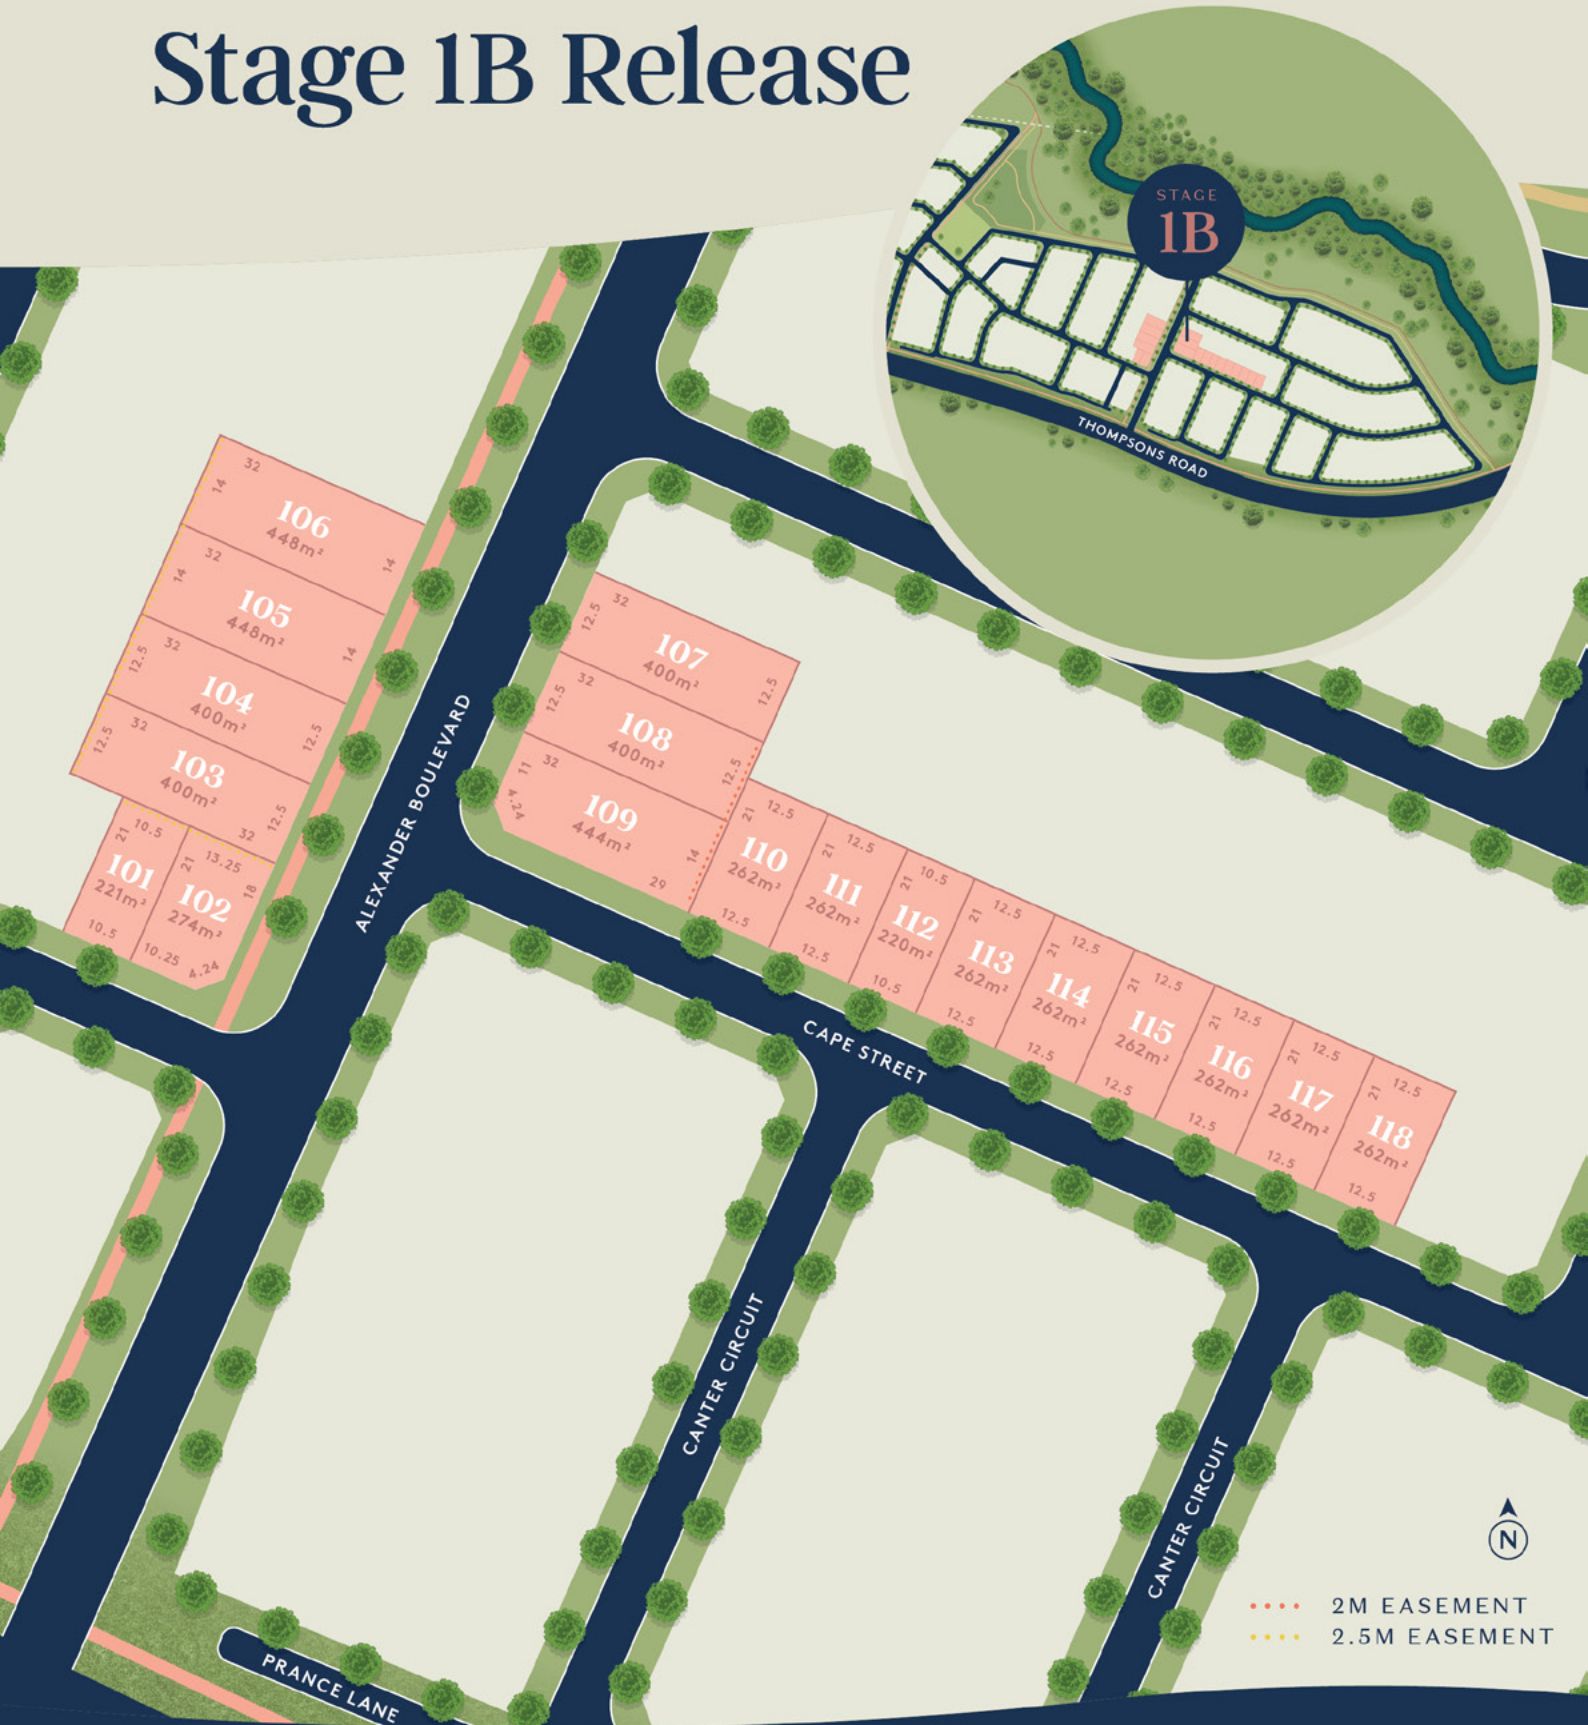 Stage 1B Release
STAGE
1B
THOMPSONS ROAD
32
14
106
448m²
14
32
14
105
448m²
14
32
12.5
104
400m²
12.5
32
12.5
103
400m²
12.5
32
10.5
21
101
221m²
10.5
13.25
21
18
102
274m²
10.25
4.24
ALEXANDER BOULEVARD
32
12.5
107
400m²
12.5
32
12.5
108
400m²
12.5
32
11
4.24
109
444m²
14
29
12.5
21
110
262m²
12.5
12.5
21
111
262m²
12.5
10.5
21
112
220m²
10.5
12.5
21
113
262m²
12.5
12.5
21
114
262m²
12.5
12.5
21
115
262m²
12.5
12.5
21
116
262m²
12.5
12.5
21
117
262m²
12.5
12.5
21
118
262m²
12.5
CAPE STREET
CANTER CIRCUIT
CANTER CIRCUIT
PRANCE LANE
N
2M EASEMENT
2.5M EASEMENT